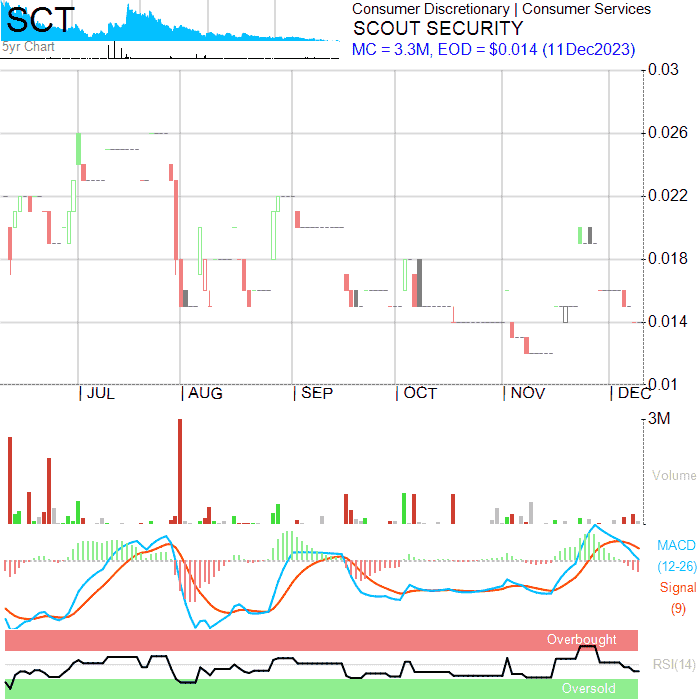 SCT
5yr Chart
Consumer Discretionary | Consumer Services
SCOUT SECURITY
MC = 3.3M, EOD = $0.014 (11Dec2023)
0.03
0.026
0.022
0.018
0.014
0.01
JUL AUG SEP OCT NOV DEC
3M
Volume
MACD
(12-26)
Signal
(9)
Overbought
RSI(14)
Oversold